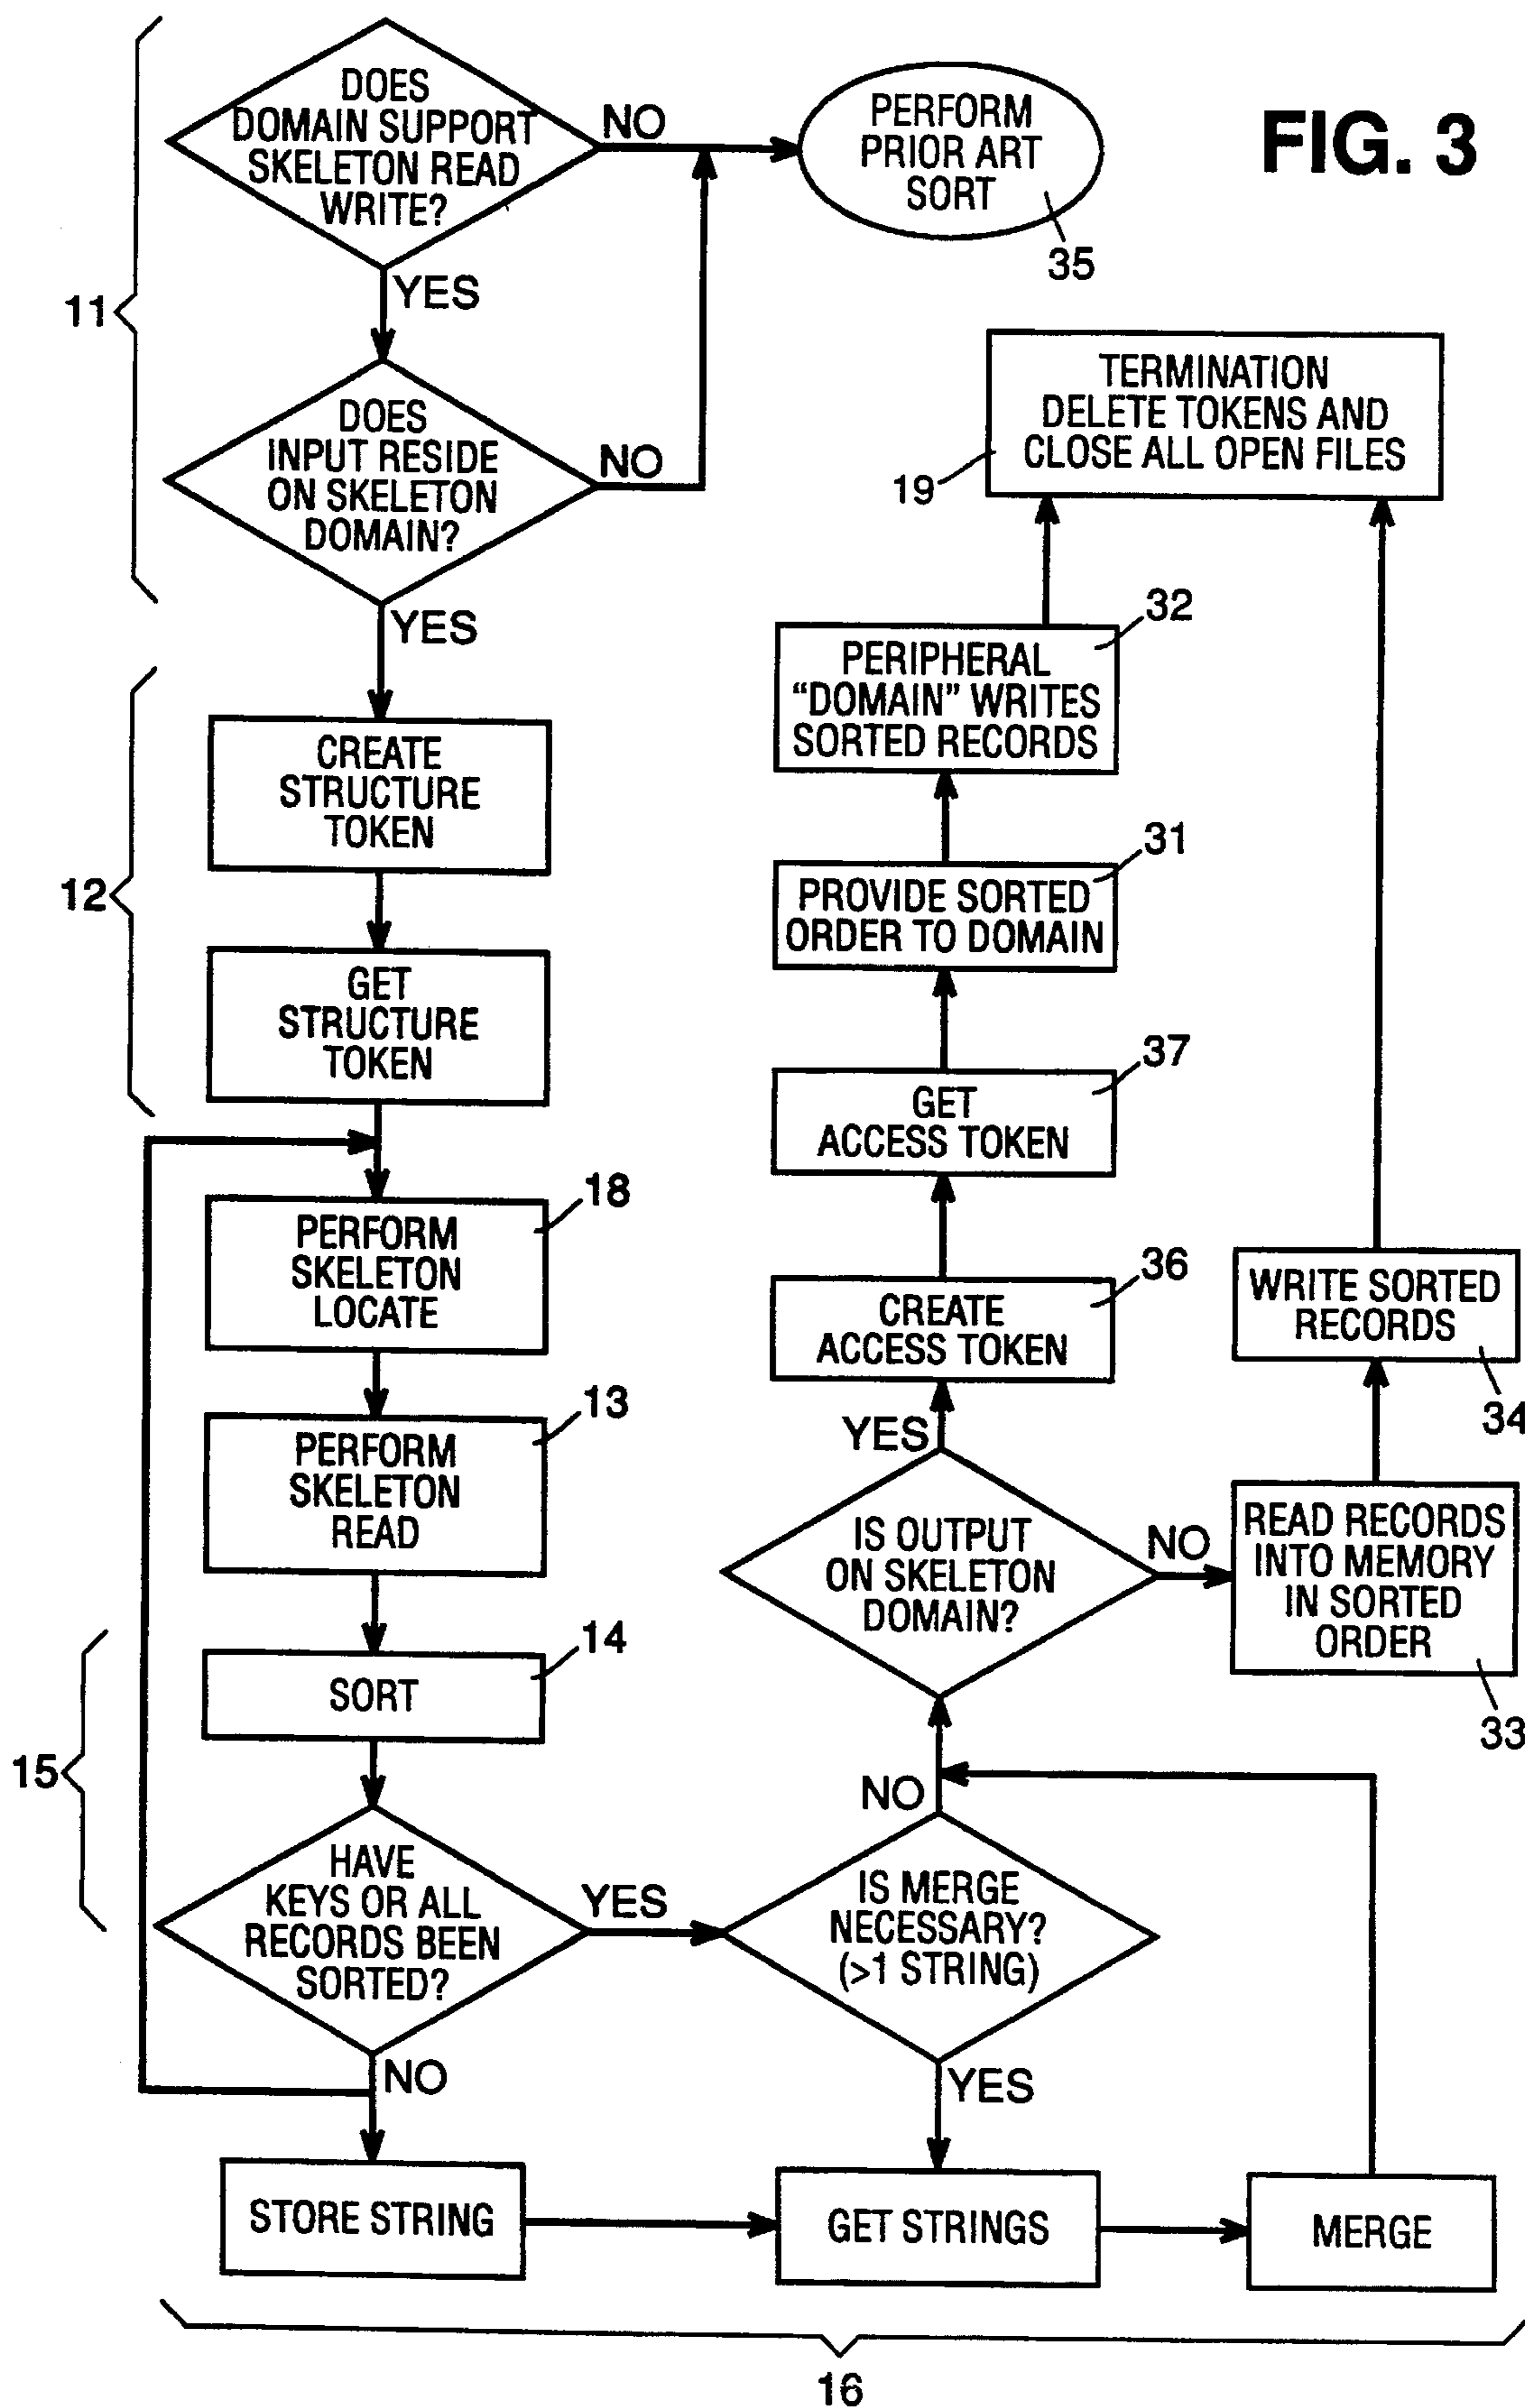 FIG. 3
DOES
DOMAIN SUPPORT
SKELETON READ
WRITE?
NO
PERFORM
PRIOR ART
SORT
35
YES
11
DOES
INPUT RESIDE
ON SKELETON
DOMAIN?
NO
YES
12
CREATE
STRUCTURE
TOKEN
GET
STRUCTURE
TOKEN
18
PERFORM
SKELETON
LOCATE
13
PERFORM
SKELETON
READ
14
SORT
15
HAVE
KEYS OR ALL
RECORDS BEEN
SORTED?
YES
NO
STORE STRING
IS MERGE
NECESSARY?
(>1 STRING)
NO
YES
GET STRINGS
MERGE
16
IS OUTPUT
ON SKELETON
DOMAIN?
YES
NO
READ RECORDS
INTO MEMORY
IN SORTED
ORDER
33
WRITE SORTED
RECORDS
34
CREATE
ACCESS TOKEN
36
GET
ACCESS TOKEN
37
PROVIDE SORTED
ORDER TO DOMAIN
31
PERIPHERAL
“DOMAIN” WRITES
SORTED RECORDS
32
TERMINATION
DELETE TOKENS AND
CLOSE ALL OPEN FILES
19